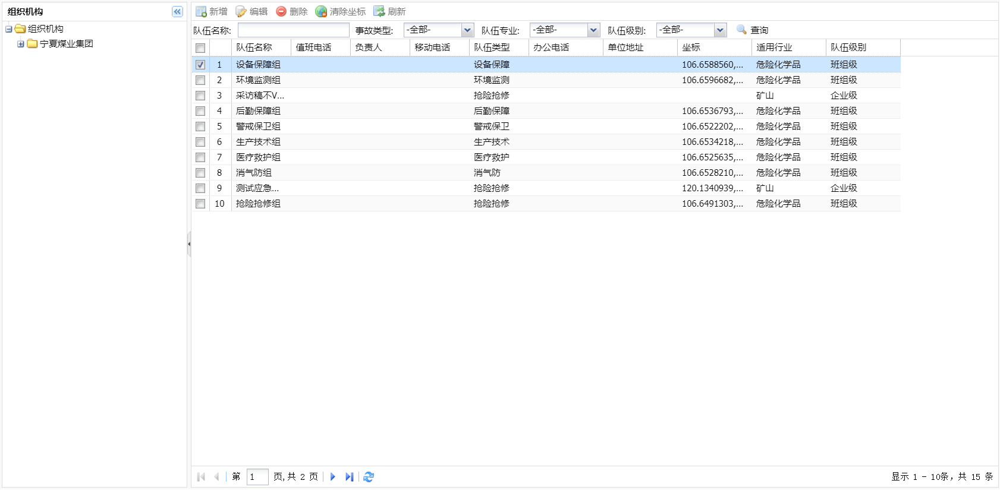 组织机构
组织机构
宁夏煤业集团
新增 编辑 删除 清除坐标 刷新
队伍名称: 事故类型: -全部- 队伍专业: -全部- 队伍级别: -全部- 查询
队伍名称 值班电话 负责人 移动电话 队伍类型 办公电话 单位地址 坐标 适用行业 队伍级别
1 设备保障组 设备保障 106.6588560,... 危险化学品 班组级
2 环境监测组 环境监测 106.6596682,... 危险化学品 班组级
3 采访稿不V... 抢险抢修 矿山 企业级
4 后勤保障组 后勤保障 106.6536793,... 危险化学品 班组级
5 警戒保卫组 警戒保卫 106.6522202,... 危险化学品 班组级
6 生产技术组 生产技术 106.6534218,... 危险化学品 班组级
7 医疗救护组 医疗救护 106.6525635,... 危险化学品 班组级
8 消气防组 消气防 106.6528210,... 危险化学品 班组级
9 测试应急... 抢险抢修 120.1340939,... 矿山 企业级
10 抢险抢修组 抢险抢修 106.6491303,... 危险化学品 班组级
第 1 页,共 2 页 显示 1 - 10条，共 15 条